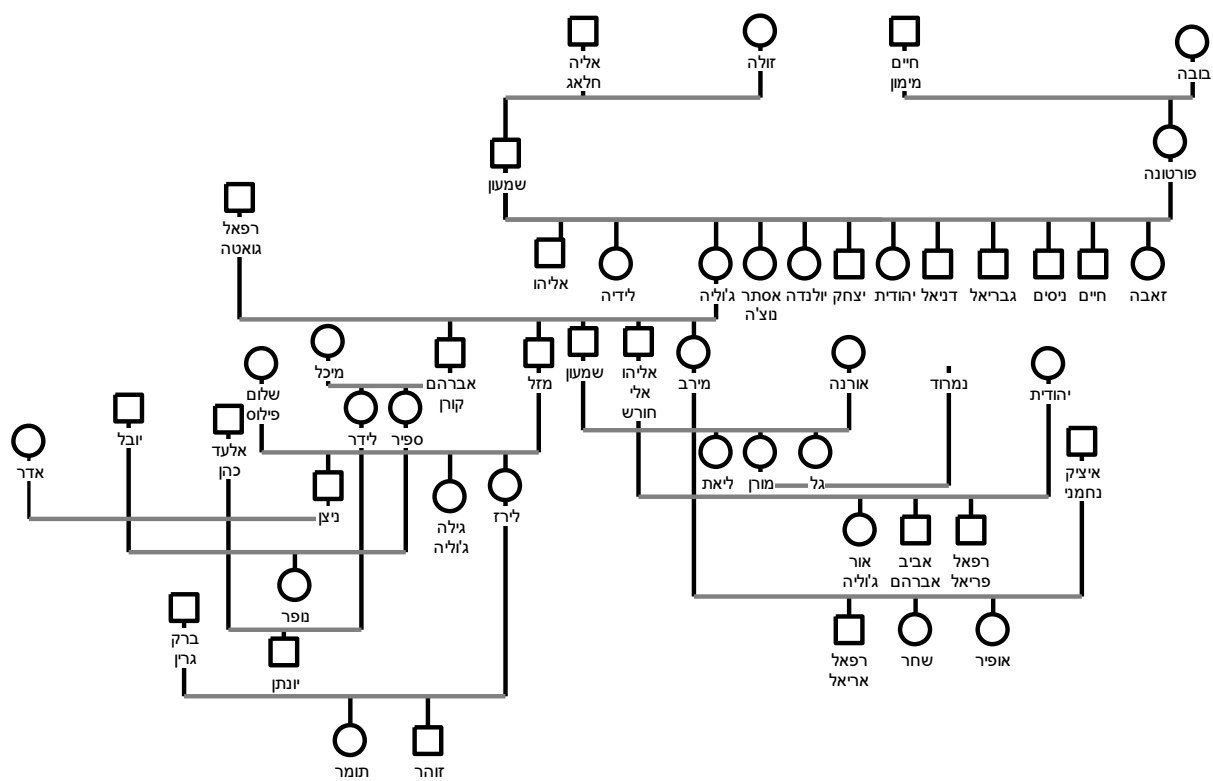 אליה
חלאג
זולה
חיים
מימון
בובה
שמעון
פורטונה
רפאל
גואטה
אליהו
לידיה
ג'וליה
אסתר
נוצ'ה
יולנדה
יצחק
יהודית
דניאל
גבריאל
ניסים
חיים
זאבה
מיכל
אברהם
קורן
מזל
שמעון
אליהו
אלי
חורש
מירב
אורנה
נמרוד
יהודית
שלום
פילוס
יובל
אלעד
כהן
לידר
ספיר
אדר
ניצן
גילה
ג'וליה
לירז
ליאת
מורן
גל
איציק
נחמני
אור
ג'וליה
אביב
אברהם
רפאל
פריאל
נופר
ברק
גרין
יונתן
רפאל
אריאל
שחר
אופיר
תומר
זוהר